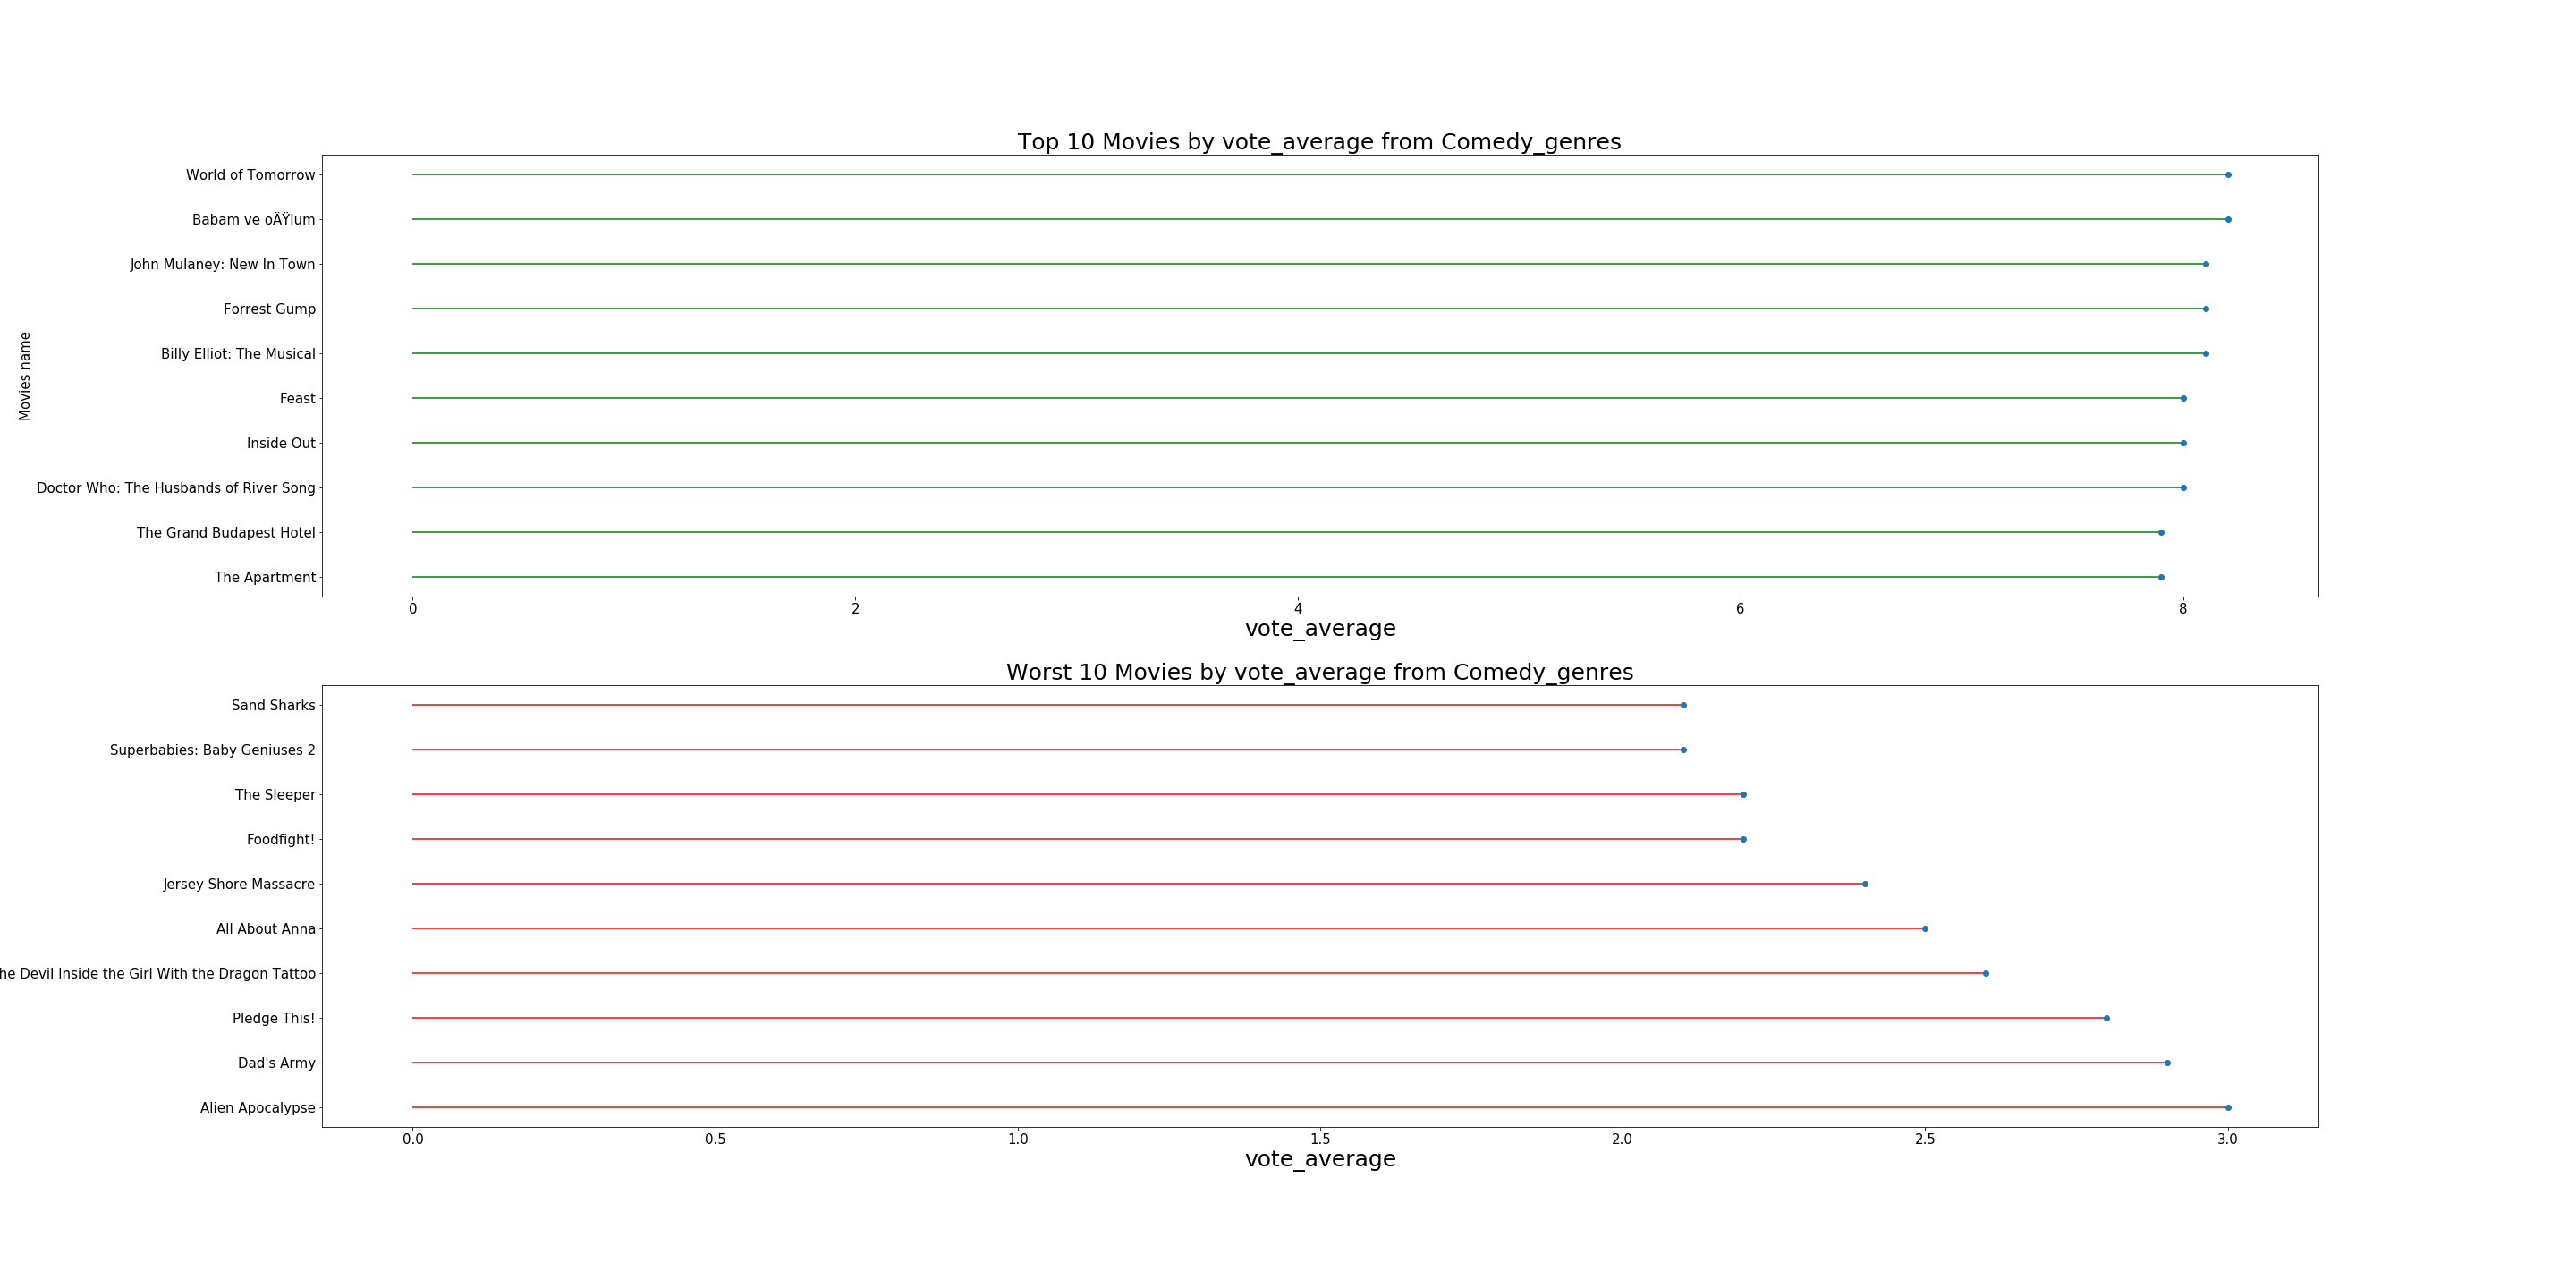 Top 10 Movies by vote_average from Comedy_genres
Movies name
World of Tomorrow
Babam ve oÄŸlum
John Mulaney: New In Town
Forrest Gump
Billy Elliot: The Musical
Feast
Inside Out
Doctor Who: The Husbands of River Song
The Grand Budapest Hotel
The Apartment
0 2 4 6 8
vote_average
Worst 10 Movies by vote_average from Comedy_genres
Sand Sharks
Superbabies: Baby Geniuses 2
The Sleeper
Foodfight!
Jersey Shore Massacre
All About Anna
he Devil Inside the Girl With the Dragon Tattoo
Pledge This!
Dad's Army
Alien Apocalypse
0.0 0.5 1.0 1.5 2.0 2.5 3.0
vote_average